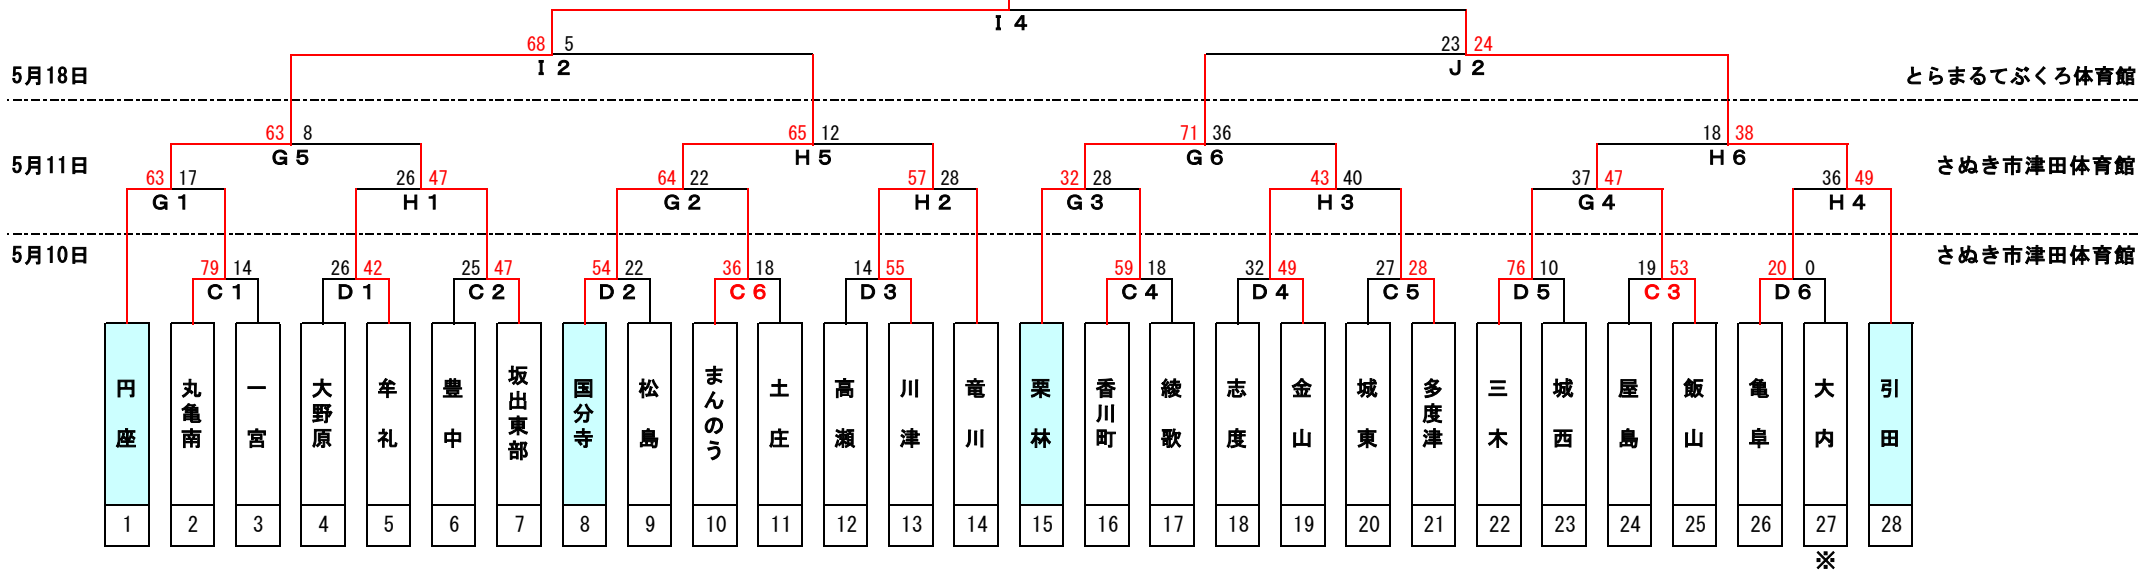 I 4
68 5
23 24
I 2
J 2
5月18日
とらまるてぶくろ体育館
63 8
65 12
71 36
18 38
G 5
H 5
G 6
H 6
5月11日
さぬき市津田体育館
63 17
26 47
64 22
57 28
32 28
43 40
37 47
36 49
G 1
H 1
G 2
H 2
G 3
H 3
G 4
H 4
5月10日
さぬき市津田体育館
79 14
26 42
25 47
54 22
36 18
14 55
59 18
32 49
27 28
76 10
19 53
20 0
C 1
D 1
C 2
D 2
C 6
D 3
C 4
D 4
C 5
D 5
C 3
D 6
円座
丸亀南
一宮
大野原
牟礼
豊中
坂出東部
国分寺
松島
まんのう
土庄
高瀬
川津
竜川
栗林
香川町
綾歌
志度
金山
城東
多度津
三木
城西
屋島
飯山
亀阜
大内
引田
1 2 3 4 5 6 7 8 9 10 11 12 13 14 15 16 17 18 19 20 21 22 23 24 25 26 27 28
※